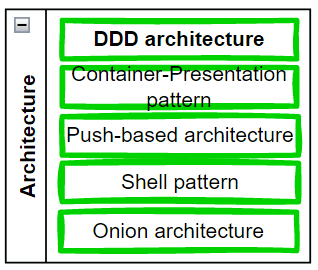 Architecture
DDD architecture
Container-Presentation
pattern
Push-based architecture
Shell pattern
Onion architecture